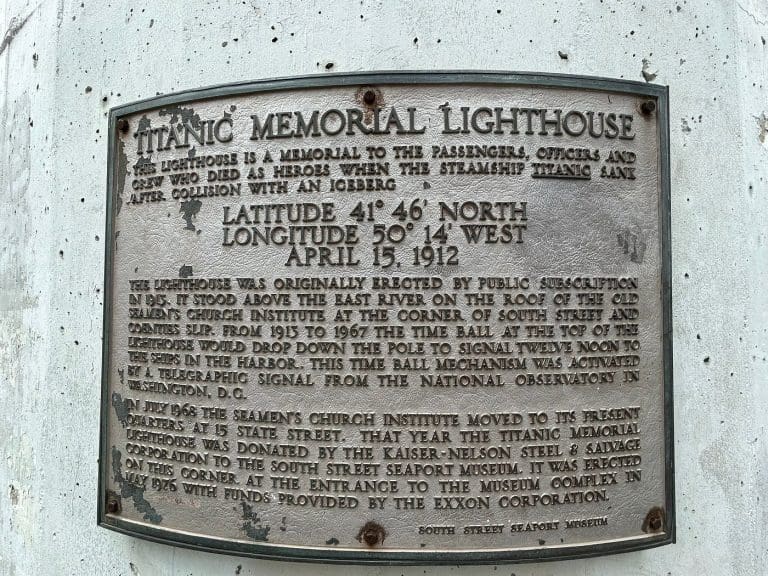 TITANIC MEMORIAL LIGHTHOUSE
THIS LIGHTHOUSE IS A MEMORIAL TO THE PASSENGERS, OFFICERS AND
CREW WHO DIED AS HEROES WHEN THE STEAMSHIP TITANIC SANK
AFTER COLLISION WITH AN ICEBERG
LATITUDE 41° 46' NORTH
LONGITUDE 50° 14' WEST
APRIL 15, 1912
THE LIGHTHOUSE WAS ORIGINALLY ERECTED BY PUBLIC SUBSCRIPTION
IN 1915. IT STOOD ABOVE THE EAST RIVER ON THE ROOF OF THE OLD
SEAMEN'S CHURCH INSTITUTE AT THE CORNER OF SOUTH STREET AND
COENTIES SLIP. FROM 1915 TO 1967 THE TIME BALL AT THE TOP OF THE
LIGHTHOUSE WOULD DROP DOWN THE POLE TO SIGNAL TWELVE NOON TO
THE SHIPS IN THE HARBOR. THIS TIME BALL MECHANISM WAS ACTIVATED
BY A TELEGRAPHIC SIGNAL FROM THE NATIONAL OBSERVATORY IN
WASHINGTON, D.C.
IN JULY 1968 THE SEAMEN'S CHURCH INSTITUTE MOVED TO ITS PRESENT
QUARTERS AT 15 STATE STREET. THAT YEAR THE TITANIC MEMORIAL
LIGHTHOUSE WAS DONATED BY THE KAISER-NELSON STEEL & SALVAGE
CORPORATION TO THE SOUTH STREET SEAPORT MUSEUM. IT WAS ERECTED
ON THIS CORNER AT THE ENTRANCE TO THE MUSEUM COMPLEX IN
MAY 1976 WITH FUNDS PROVIDED BY THE EXXON CORPORATION.
SOUTH STREET SEAPORT MUSEUM